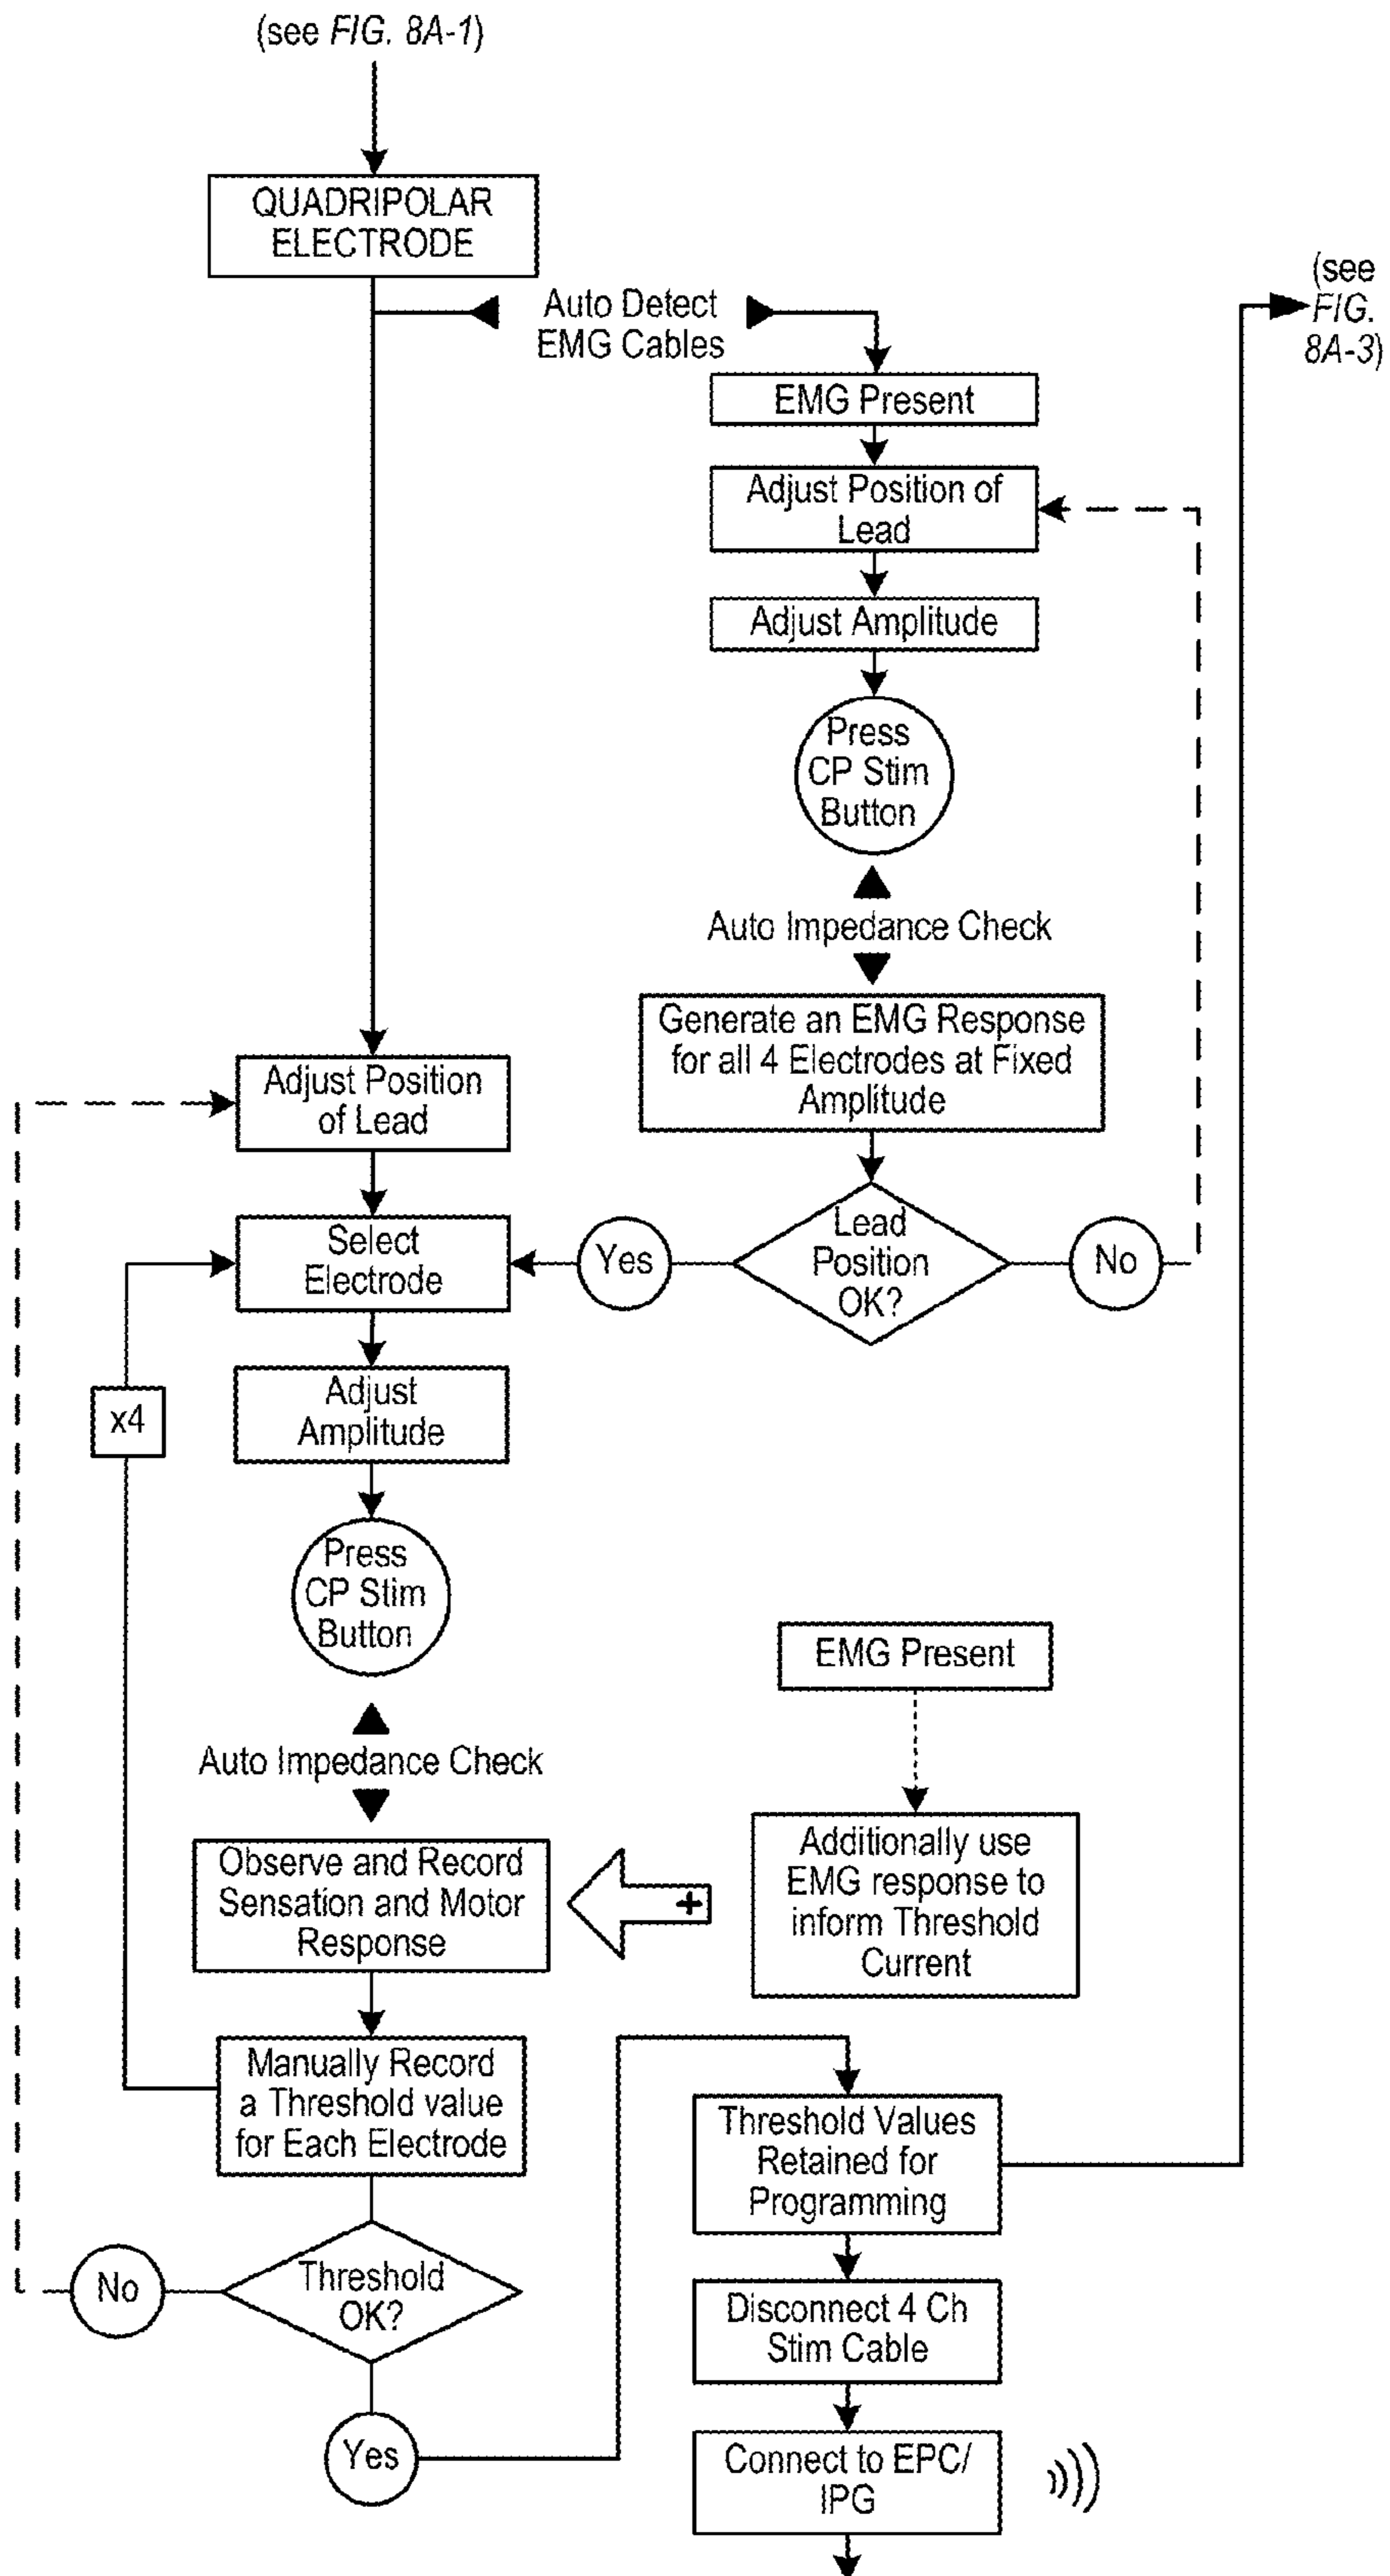 (see FIG. 8A-1)
QUADRIPOLAR
ELECTRODE
Auto Detect
EMG Cables
(see
FIG.
8A-3)
EMG Present
Adjust Position of
Lead
Adjust Amplitude
Press
CP Stim
Button
Auto Impedance Check
Generate an EMG Response
for all 4 Electrodes at Fixed
Amplitude
Adjust Position
of Lead
Lead
Position
OK?
Yes
No
Select
Electrode
Adjust
Amplitude
x4
Press
CP Stim
Button
EMG Present
Auto Impedance Check
Additionally use
EMG response to
inform Threshold
Current
+
Observe and Record
Sensation and Motor
Response
Manually Record
a Threshold value
for Each Electrode
Threshold
OK?
No
Yes
Threshold Values
Retained for
Programming
Disconnect 4 Ch
Stim Cable
Connect to EPC/
IPG